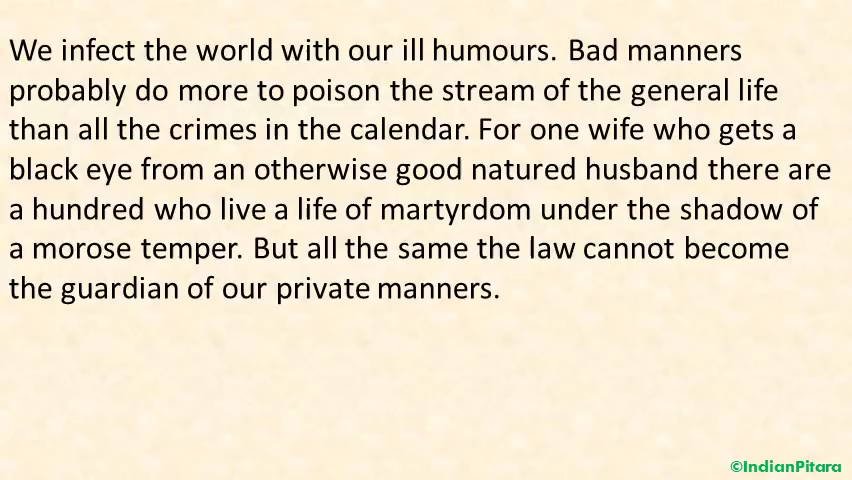 We infect the world with our ill humours. Bad manners
probably do more to poison the stream of the general life
than all the crimes in the calendar. For one wife who gets a
black eye from an otherwise good natured husband there are
a hundred who live a life of martyrdom under the shadow of
a morose temper. But all the same the law cannot become
the guardian of our private manners.
©IndianPitara